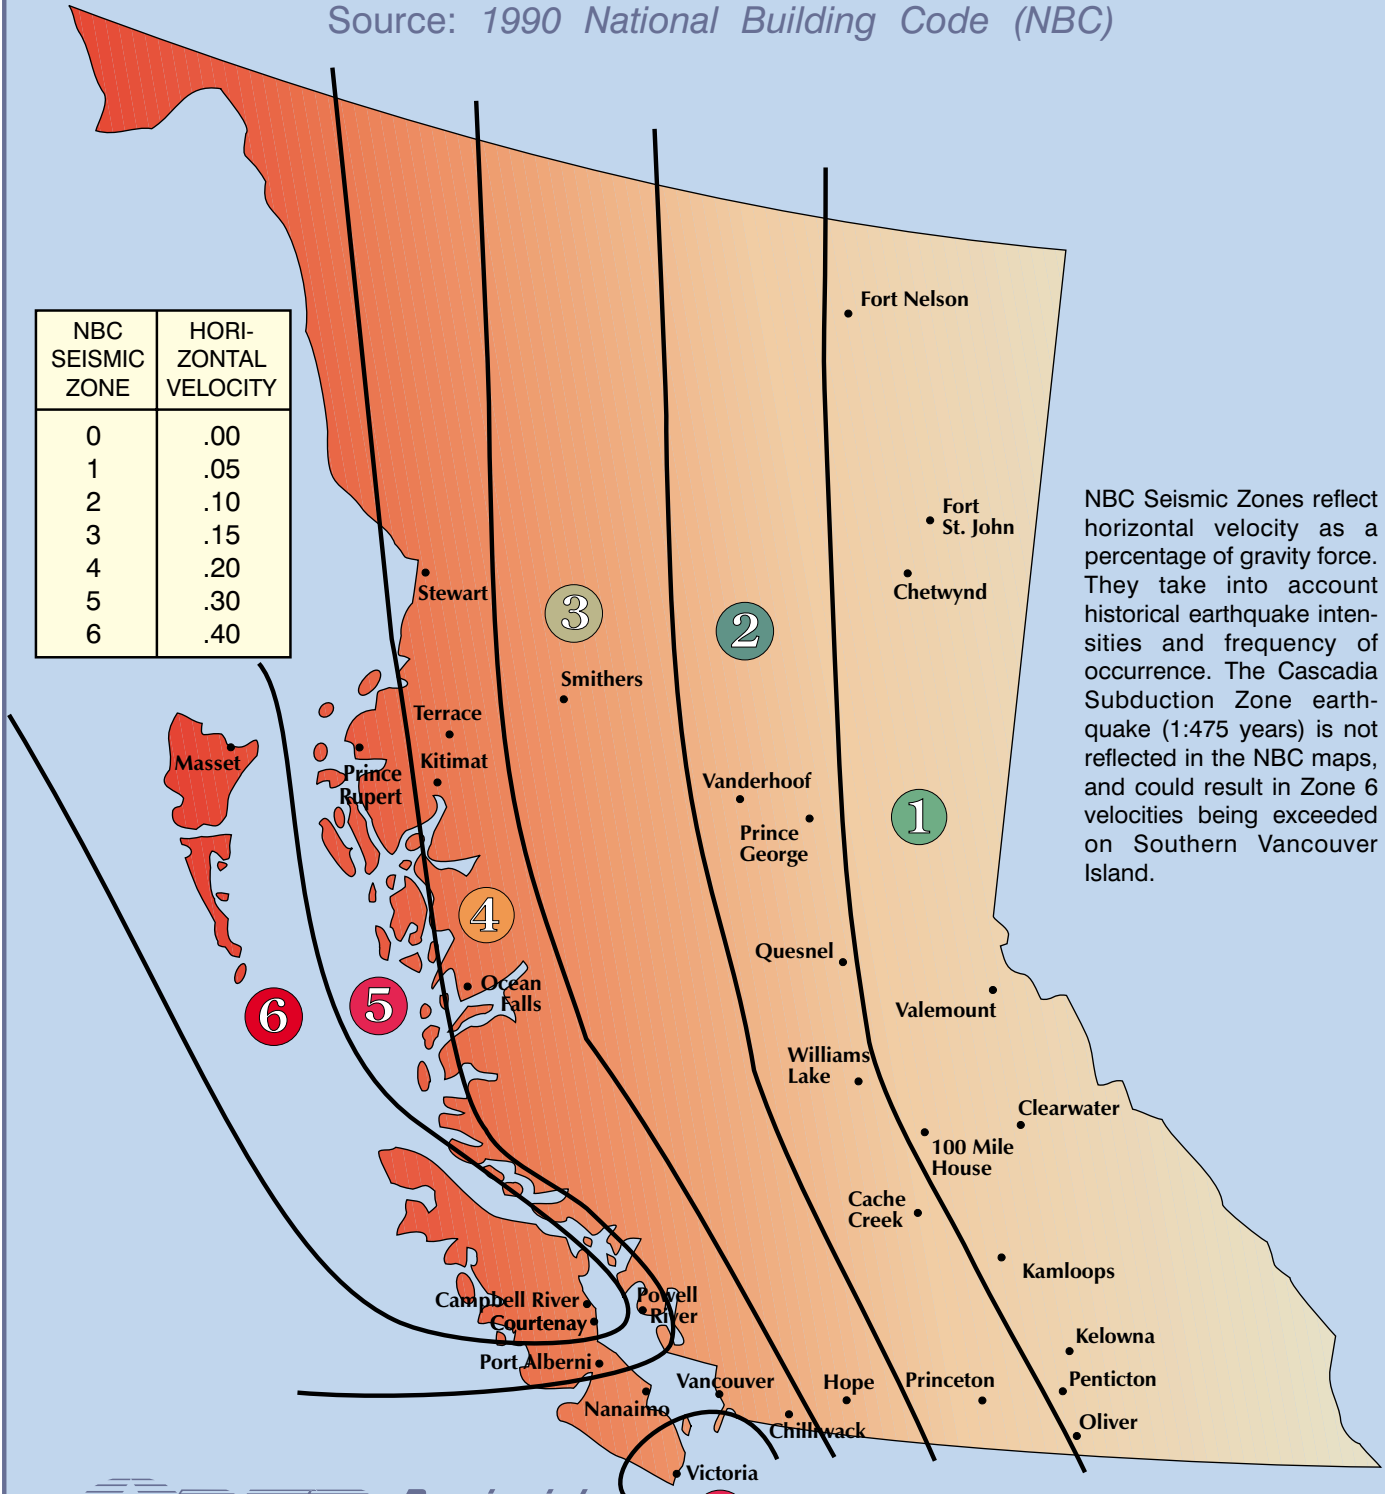 Source: 1990 National Building Code (NBC)
NBC
SEISMIC
ZONE
HORI-
ZONTAL
VELOCITY
0 .00
1 .05
2 .10
3 .15
4 .20
5 .30
6 .40
Fort Nelson
Fort
St. John
Chetwynd
Stewart
3
2
Smithers
Terrace
Kitimat
Masset
Prince
Rupert
Vanderhoof
Prince
George
1
4
Quesnel
Ocean
Falls
6
5
Valemount
Williams
Lake
Clearwater
100 Mile
House
Cache
Creek
Kamloops
Campbell River
Courtenay
Powell
River
Kelowna
Port Alberni
Vancouver
Hope
Princeton
Penticton
Nanaimo
Chilliwack
Oliver
Victoria
NBC Seismic Zones reflect
horizontal velocity as a
percentage of gravity force.
They take into account
historical earthquake inten-
sities and frequency of
occurrence. The Cascadia
Subduction Zone earth-
quake (1:475 years) is not
reflected in the NBC maps,
and could result in Zone 6
velocities being exceeded
on Southern Vancouver
Island.